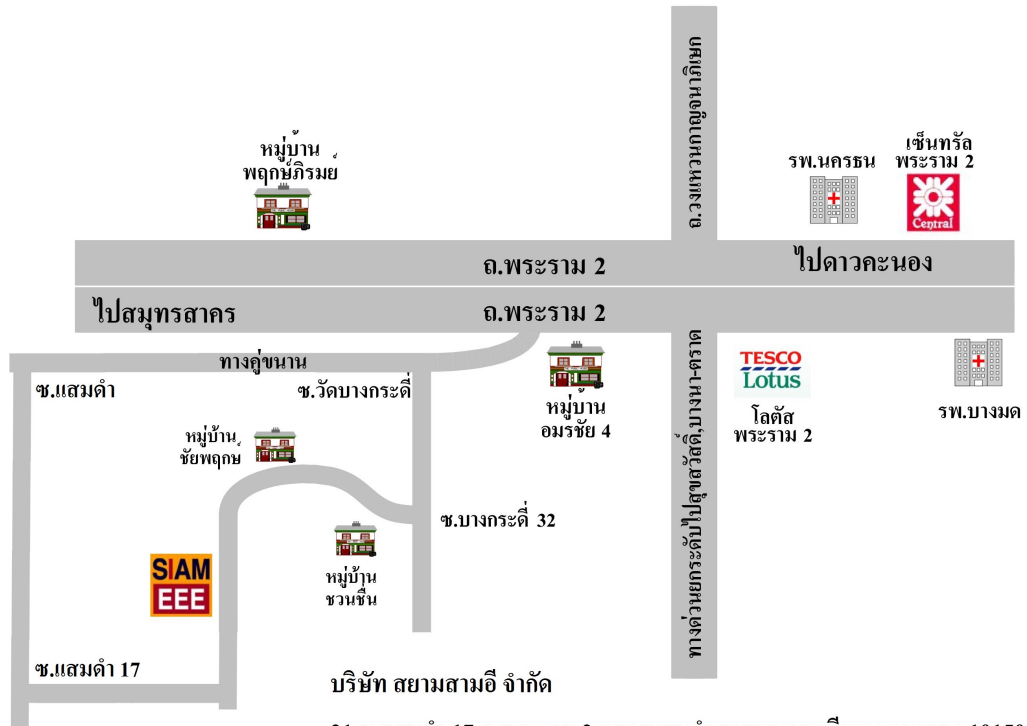 ถ.วงแหวนกาญจนาภิเษก
หมู่บ้าน
พฤกษ์ภิรมย์
รพ.นครธน
เซ็นทรัล
พระราม 2
Central
ถ.พระราม 2
ไปดาวคะนอง
ไปสมุทรสาคร
ถ.พระราม 2
ทางคู่ขนาน
ซ.แสมดำ
ซ.วัดบางกระดี่
หมู่บ้าน
อมรชัย 4
TESCO
Lotus
โลตัส
พระราม 2
รพ.บางมด
ทางด่วนยกระดับไปสุขสวัสดิ์,บางนา-ตราด
หมู่บ้าน
ชัยพฤกษ์
ซ.บางกระดี่ 32
SIAM
EEE
หมู่บ้าน
ชวนชื่น
ซ.แสมดำ 17
บริษัท สยามสามอี จำกัด